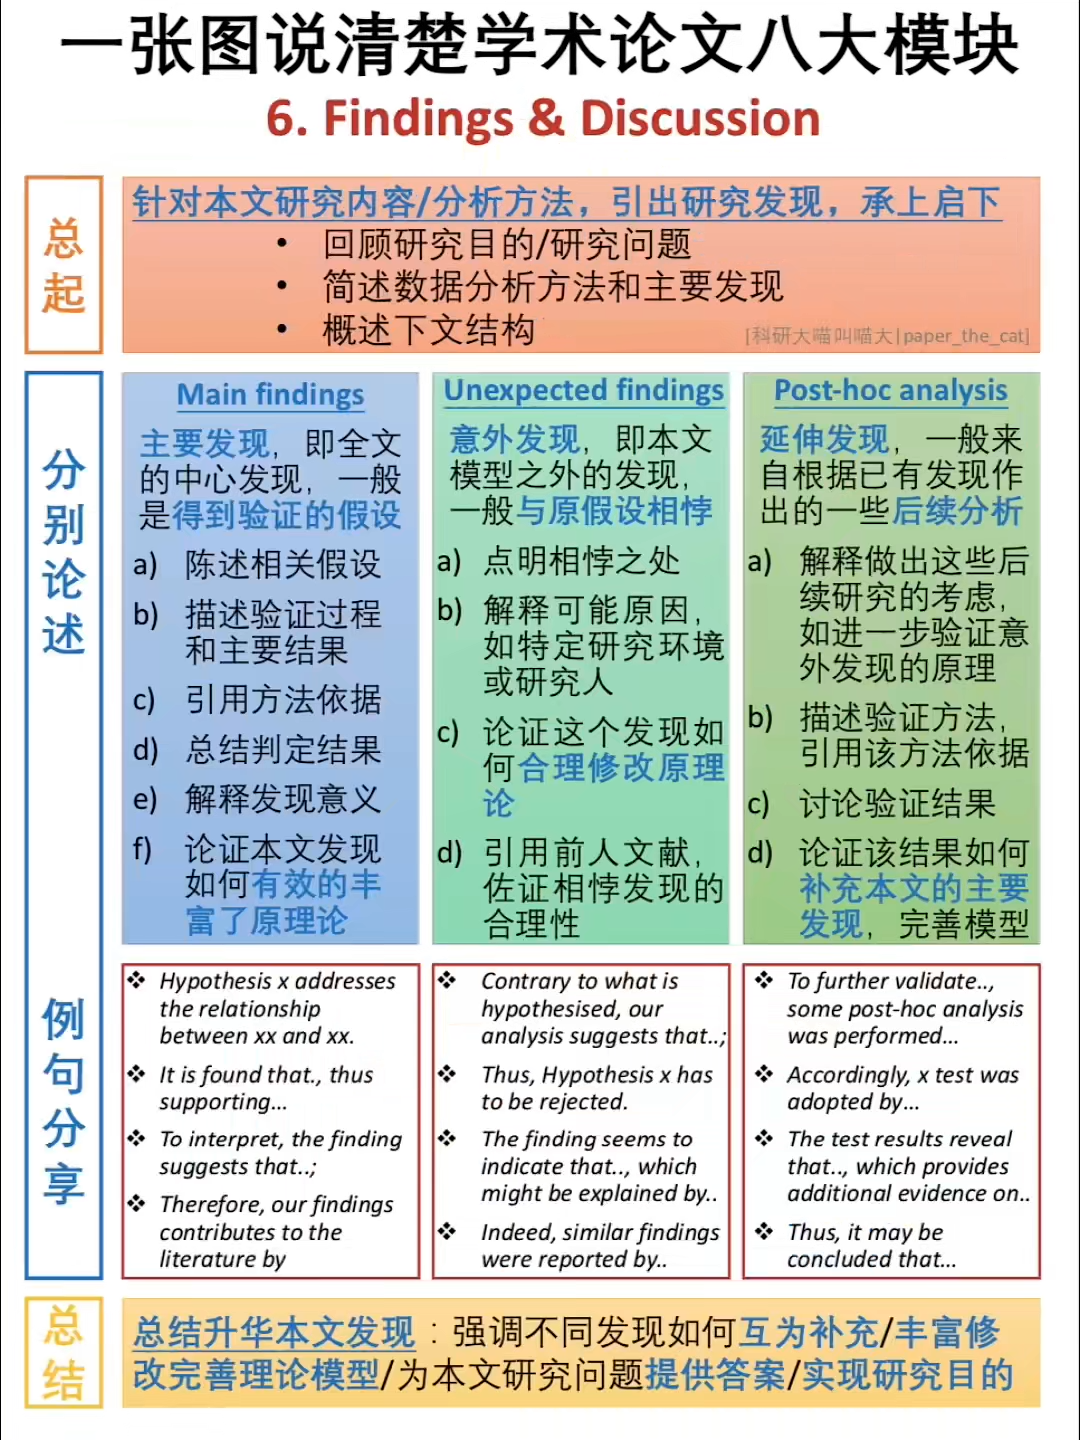 一张图说清楚学术论文八大模块
6. Findings & Discussion
总
起
针对本文研究内容/分析方法，引出研究发现，承上启下
• 回顾研究目的/研究问题
• 简述数据分析方法和主要发现
• 概述下文结构
[科研大喵叫喵大|paper_the_cat]
分
别
论
述
Main findings
主要发现，即全文
的中心发现，一般
是得到验证的假设
a) 陈述相关假设
b) 描述验证过程
和主要结果
c) 引用方法依据
d) 总结判定结果
e) 解释发现意义
f) 论证本文发现
如何有效的丰
富了原理论
Unexpected findings
意外发现，即本文
模型之外的发现，
一般与原假设相悖
a) 点明相悖之处
b) 解释可能原因，
如特定研究环境
或研究人
c) 论证这个发现如
何合理修改原理
论
d) 引用前人文献，
佐证相悖发现的
合理性
Post-hoc analysis
延伸发现，一般来
自根据已有发现作
出的一些后续分析
a) 解释做出这些后
续研究的考虑，
如进一步验证意
外发现的原理
b) 描述验证方法，
引用该方法依据
c) 讨论验证结果
d) 论证该结果如何
补充本文的主要
发现，完善模型
例
句
分
享
❖ Hypothesis x addresses
the relationship
between xx and xx.
❖ It is found that., thus
supporting...
❖ To interpret, the finding
suggests that..;
❖ Therefore, our findings
contributes to the
literature by
❖ Contrary to what is
hypothesised, our
analysis suggests that..;
❖ Thus, Hypothesis x has
to be rejected.
❖ The finding seems to
indicate that.., which
might be explained by..
❖ Indeed, similar findings
were reported by..
❖ To further validate..,
some post-hoc analysis
was performed...
❖ Accordingly, x test was
adopted by...
❖ The test results reveal
that.., which provides
additional evidence on..
❖ Thus, it may be
concluded that...
总
结
总结升华本文发现：强调不同发现如何互为补充/丰富修
改完善理论模型/为本文研究问题提供答案/实现研究目的